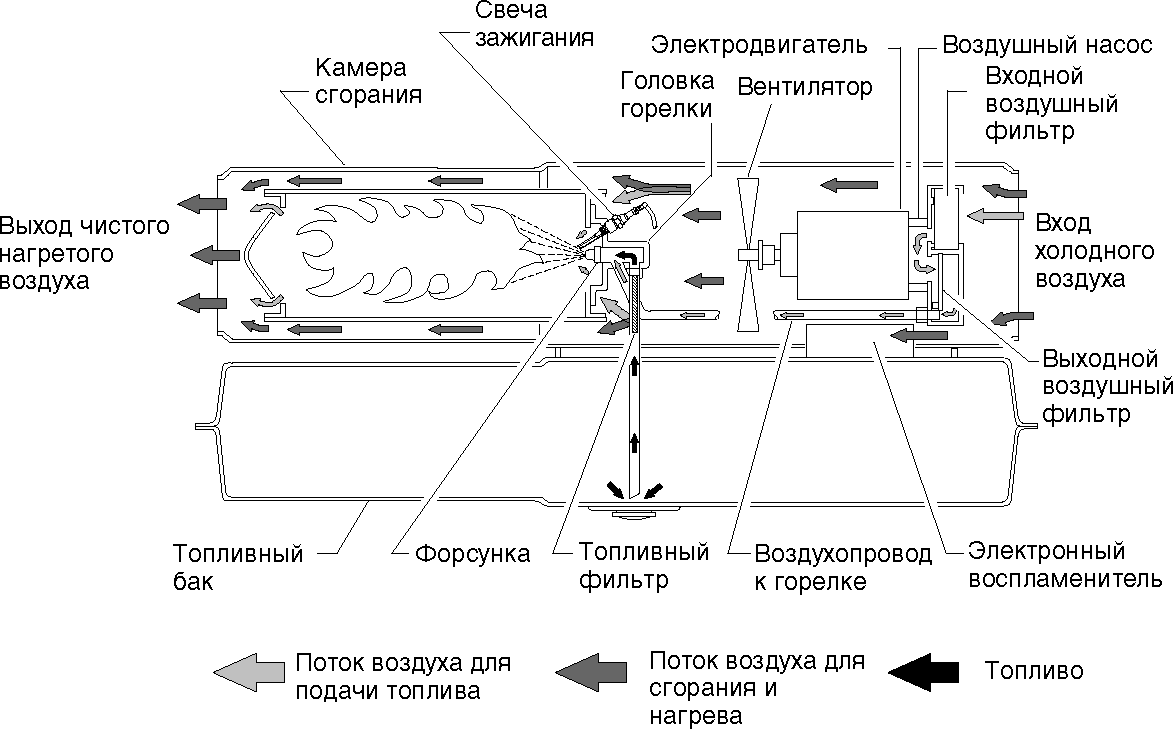 Свеча
зажигания
Электродвигатель
Воздушный насос
Камера
сгорания
Головка
горелки
Вентилятор
Входной
воздушный
фильтр
Выход чистого
нагретого
воздуха
Вход
холодного
воздуха
Выходной
воздушный
фильтр
Топливный
бак
Форсунка
Топливный
фильтр
Воздухопровод
к горелке
Электронный
воспламенитель
Поток воздуха для
подачи топлива
Поток воздуха для
сгорания и
нагрева
Топливо